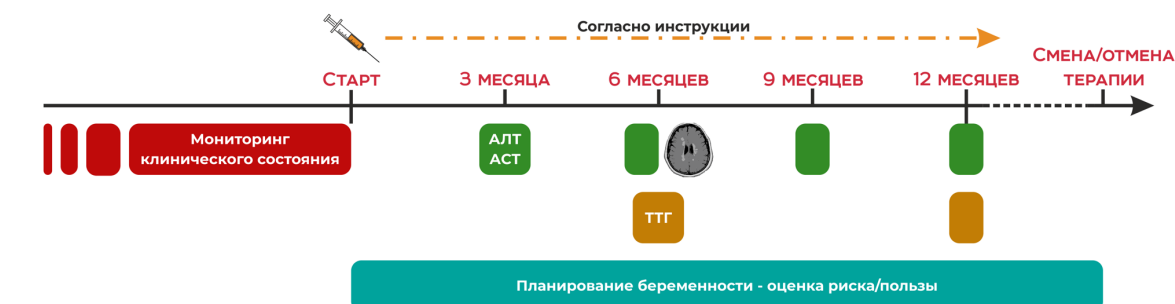 Согласно инструкции
Смена/отмена
терапии
Старт
3 месяца
6 месяцев
9 месяцев
12 месяцев
Мониторинг
клинического состояния
АЛТ
АСТ
ТТГ
Планирование беременности - оценка риска/пользы